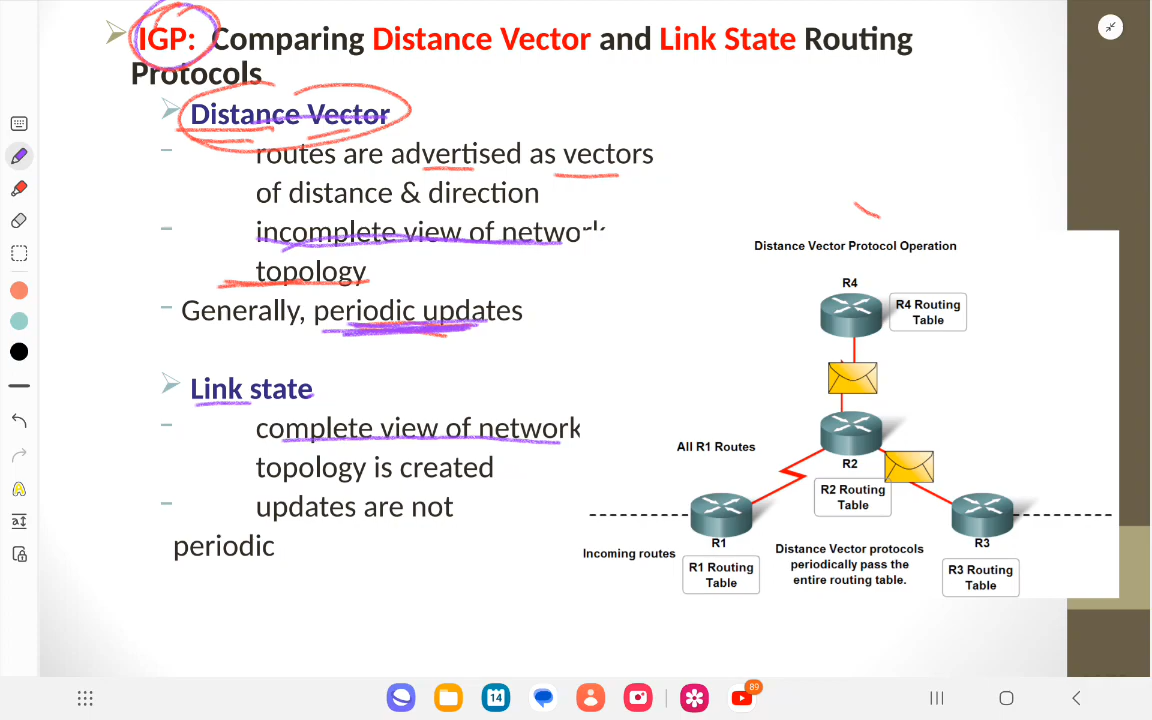 IGP: Comparing Distance Vector and Link State Routing
Protocols
Distance Vector
routes are advertised as vectors
of distance & direction
incomplete view of network
topology
Generally, periodic updates
Link state
complete view of network
topology is created
updates are not
periodic
Distance Vector Protocol Operation
R4
R4 Routing
Table
All R1 Routes
R2
R2 Routing
Table
R1
R3
Incoming routes
R1 Routing
Table
Distance Vector protocols
periodically pass the
entire routing table.
R3 Routing
Table
14
89